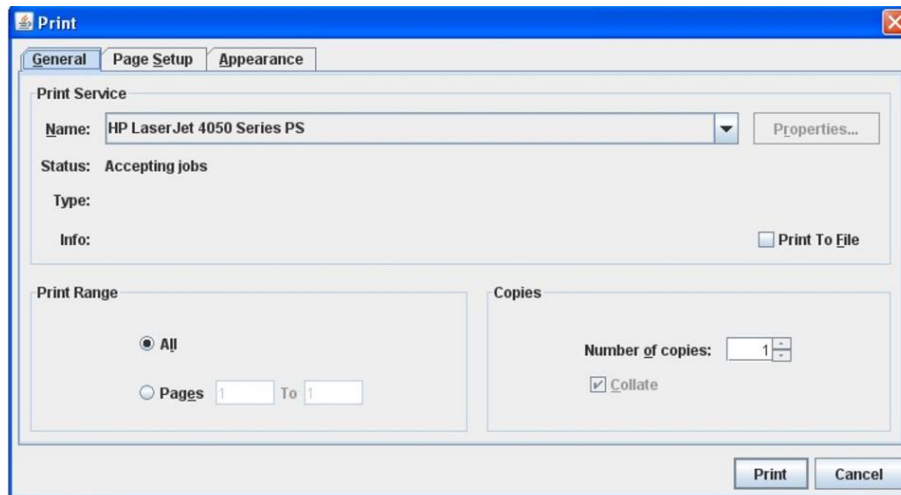 Print
General Page Setup Appearance
Print Service
Name: HP LaserJet 4050 Series PS Properties...
Status: Accepting jobs
Type:
Info: Print To File
Print Range
All
Pages 1 To 1
Copies
Number of copies: 1
Collate
Print Cancel